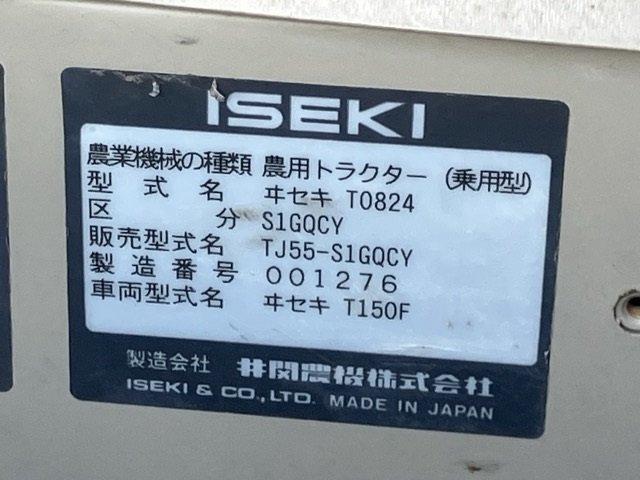 ISEKI
農業機械の種類 農用トラクター (乗用型)
型式名 ヰセキ T0824
区分 S1GQCY
販売型式名 TJ55-S1GQCY
製造番号 001276
車両型式名 ヰセキ T150F
製造会社 井関農機株式会社
ISEKI & CO.,LTD. MADE IN JAPAN